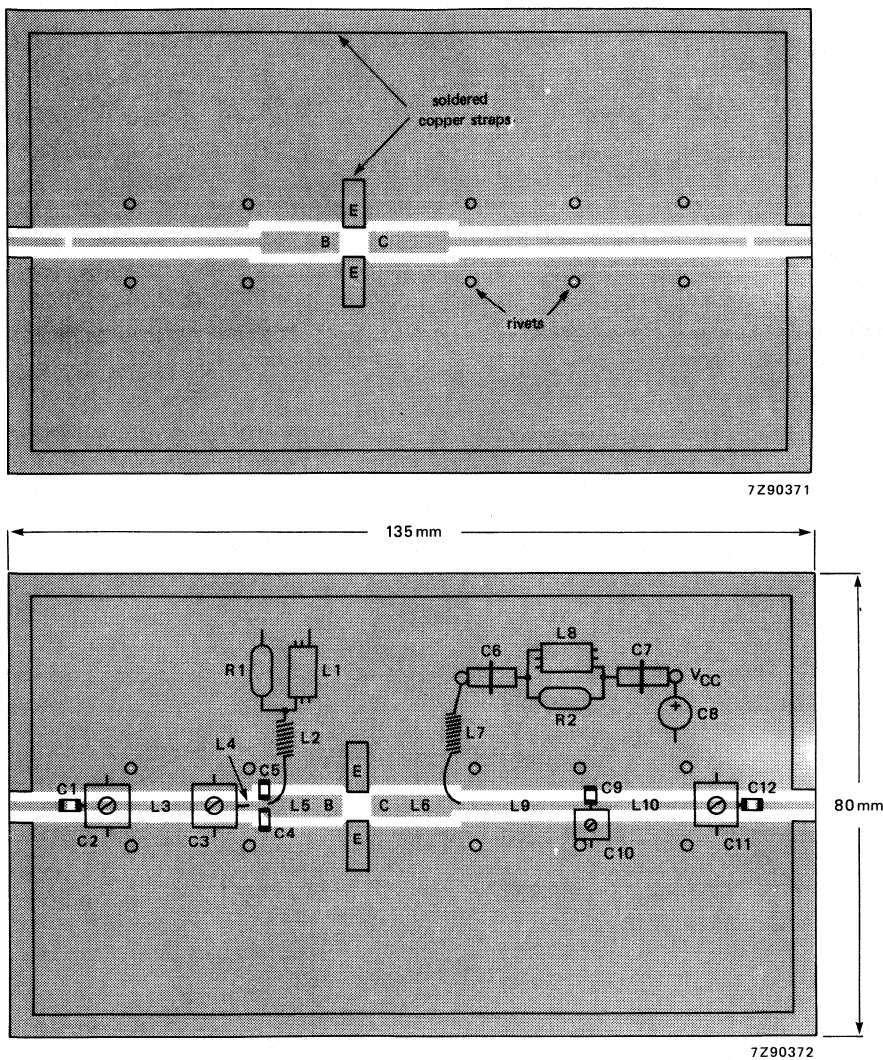 soldered
copper straps
E
B C
E
rivets
7Z90371
135 mm
L8
C6 C7
R1 L1
VCC
R2
C8
L7
L2
L4
C5
E
C1 C9 C12
L3 L5 B C L6 L9 L10
80 mm
C4
C2 C3 E C10 C11
7Z90372